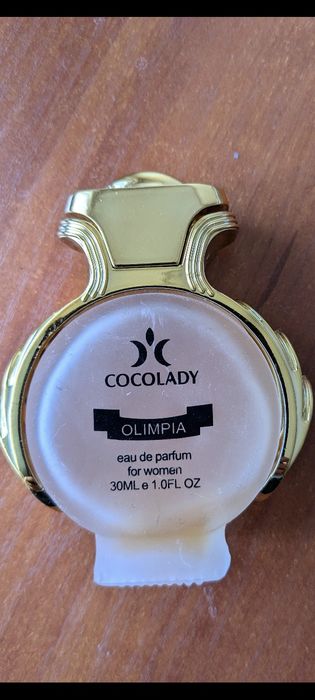 COCOLADY
OLIMPIA
eau de parfum
for women
30ML e 1.0FL OZ